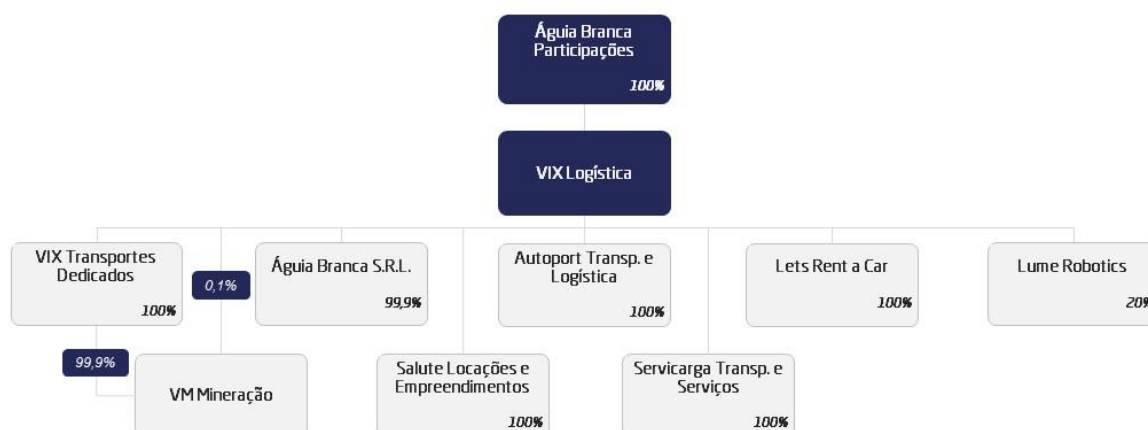 Águia Branca
Participações
100%
VIX Logística
VIX Transportes
Dedicados
100%
0,1%
Águia Branca S.R.L.
99,9%
Autoport Transp. e
Logística
100%
Lets Rent a Car
100%
Lume Robotics
20%
99,9%
VM Mineração
Salute Locações e
Empreendimentos
100%
Servicarga Transp. e
Serviços
100%